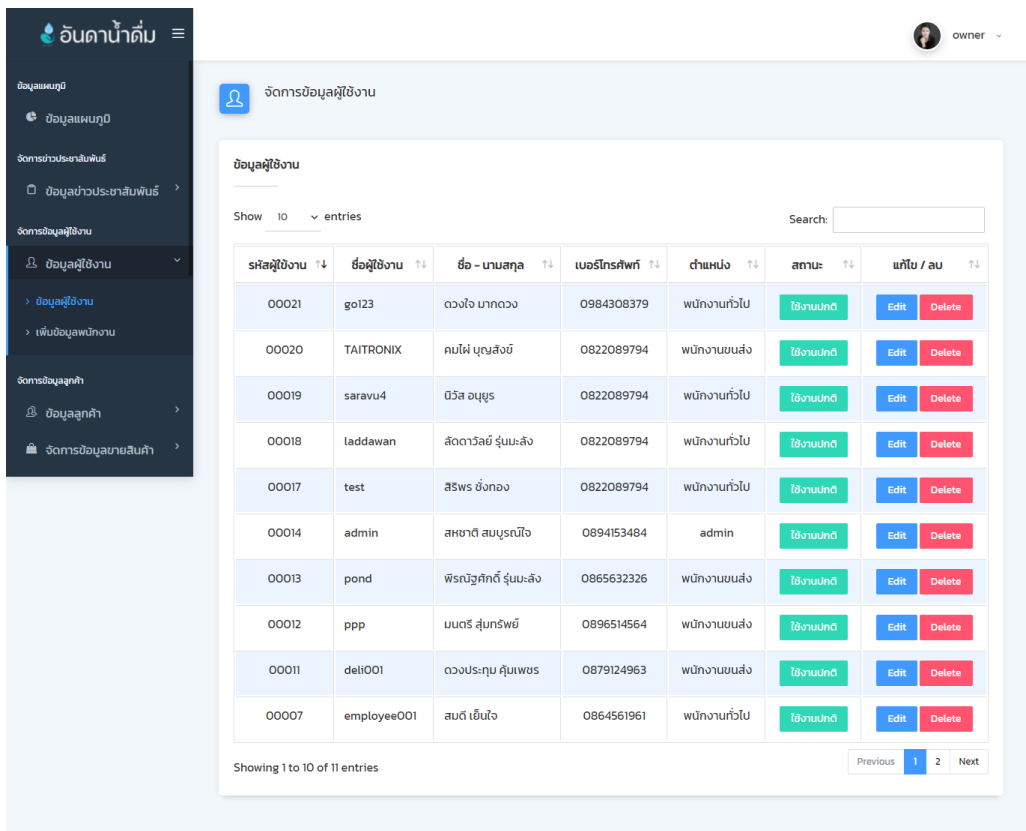 อันดาน้ำดื่ม
owner
ข้อมูลแผนภูมิ
ข้อมูลแผนภูมิ
จัดการข่าวประชาสัมพันธ์
ข้อมูลข่าวประชาสัมพันธ์
จัดการข้อมูลผู้ใช้งาน
ข้อมูลผู้ใช้งาน
ข้อมูลผู้ใช้งาน
เพิ่มข้อมูลพนักงาน
จัดการข้อมูลลูกค้า
ข้อมูลลูกค้า
จัดการข้อมูลขายสินค้า
จัดการข้อมูลผู้ใช้งาน
ข้อมูลผู้ใช้งาน
Show 10 entries Search:
รหัสผู้ใข้งาน ชื่อผู้ใช้งาน ชื่อ - นามสกุล เบอร์โทรศัพท์ ตำแหน่ง สถานะ แก้ไข / ลบ
00021 go123 ดวงใจ มากดวง 0984308379 พนักงานทั่วไป ใช้งานปกติ Edit Delete
00020 TAITRONIX คมไผ่ บุญสังข์ 0822089794 พนักงานขนส่ง ใช้งานปกติ Edit Delete
00019 saravu4 นิวัส อนุยูร 0822089794 พนักงานทั่วไป ใช้งานปกติ Edit Delete
00018 laddawan ลัดดาวัลย์ รุ่นมะลัง 0822089794 พนักงานทั่วไป ใช้งานปกติ Edit Delete
00017 test สิริพร ชั่งทอง 0822089794 พนักงานทั่วไป ใช้งานปกติ Edit Delete
00014 admin สหชาติ สมบูรณ์ใจ 0894153484 admin ใช้งานปกติ Edit Delete
00013 pond พีรณัฐศักดิ์ รุ่นมะลัง 0865632326 พนักงานขนส่ง ใช้งานปกติ Edit Delete
00012 ppp มนตรี สุ่มทรัพย์ 0896514564 พนักงานขนส่ง ใช้งานปกติ Edit Delete
00011 deli001 ดวงประทุม คุ้มเพชร 0879124963 พนักงานขนส่ง ใช้งานปกติ Edit Delete
00007 employee001 สมดี เย็นใจ 0864561961 พนักงานทั่วไป ใช้งานปกติ Edit Delete
Showing 1 to 10 of 11 entries
Previous 1 2 Next